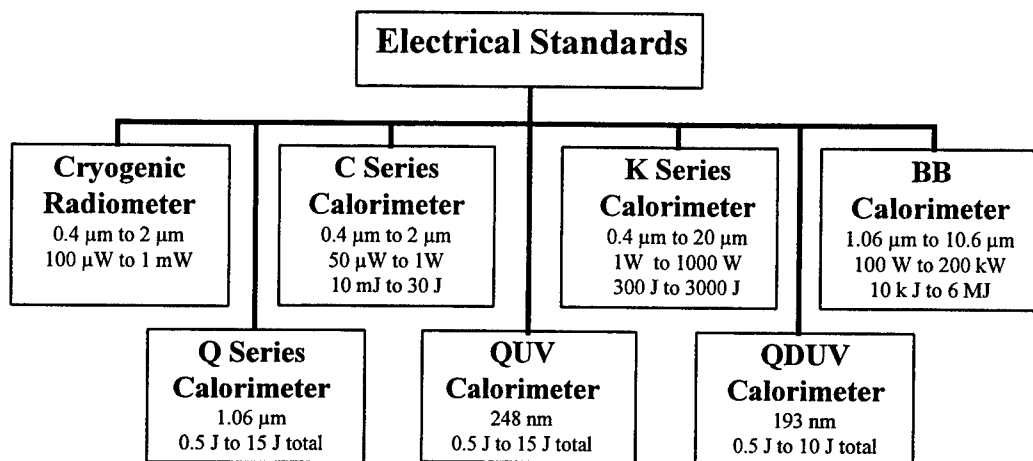 Electrical Standards
Cryogenic
Radiometer
0.4 µm to 2 µm
100 µW to 1 mW
C Series
Calorimeter
0.4 µm to 2 µm
50 µW to 1W
10 mJ to 30 J
K Series
Calorimeter
0.4 µm to 20 µm
1W to 1000 W
300 J to 3000 J
BB
Calorimeter
1.06 µm to 10.6 µm
100 W to 200 kW
10 k J to 6 MJ
Q Series
Calorimeter
1.06 µm
0.5 J to 15 J total
QUV
Calorimeter
248 nm
0.5 J to 15 J total
QDUV
Calorimeter
193 nm
0.5 J to 10 J total